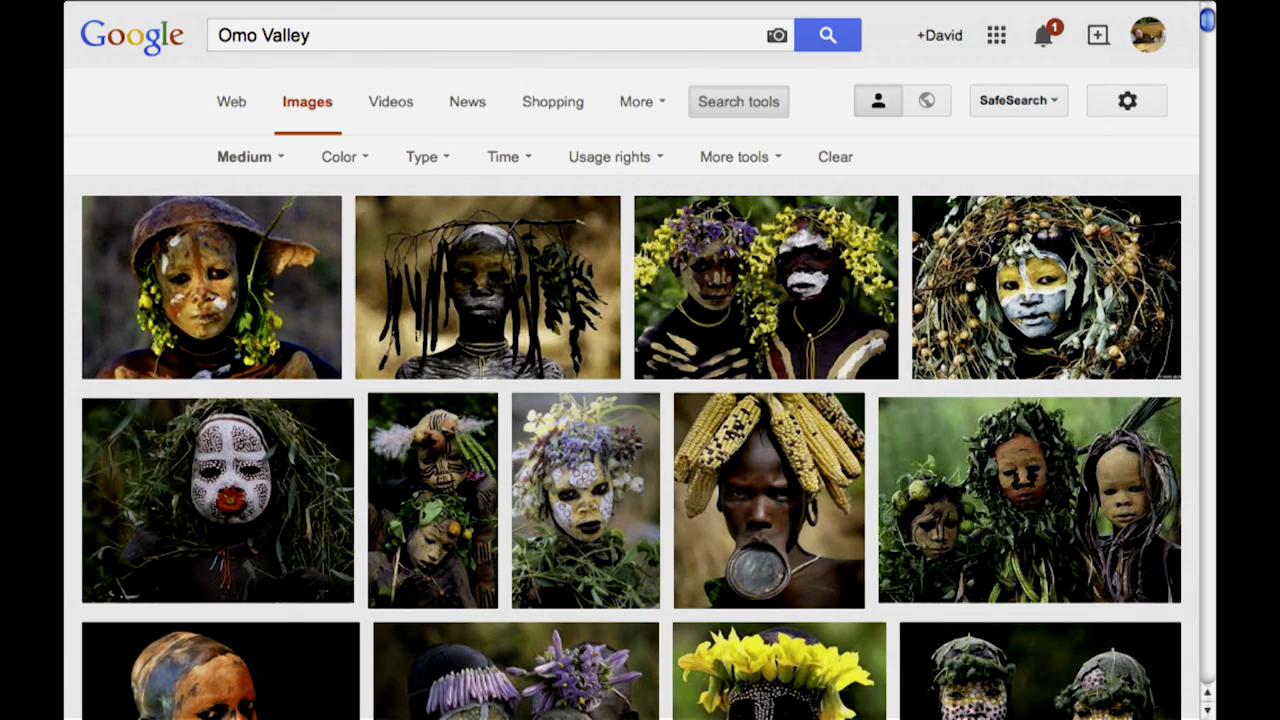 Google
Omo Valley
+David
1
Web Images Videos News Shopping More Search tools
SafeSearch
Medium Color Type Time Usage rights More tools Clear